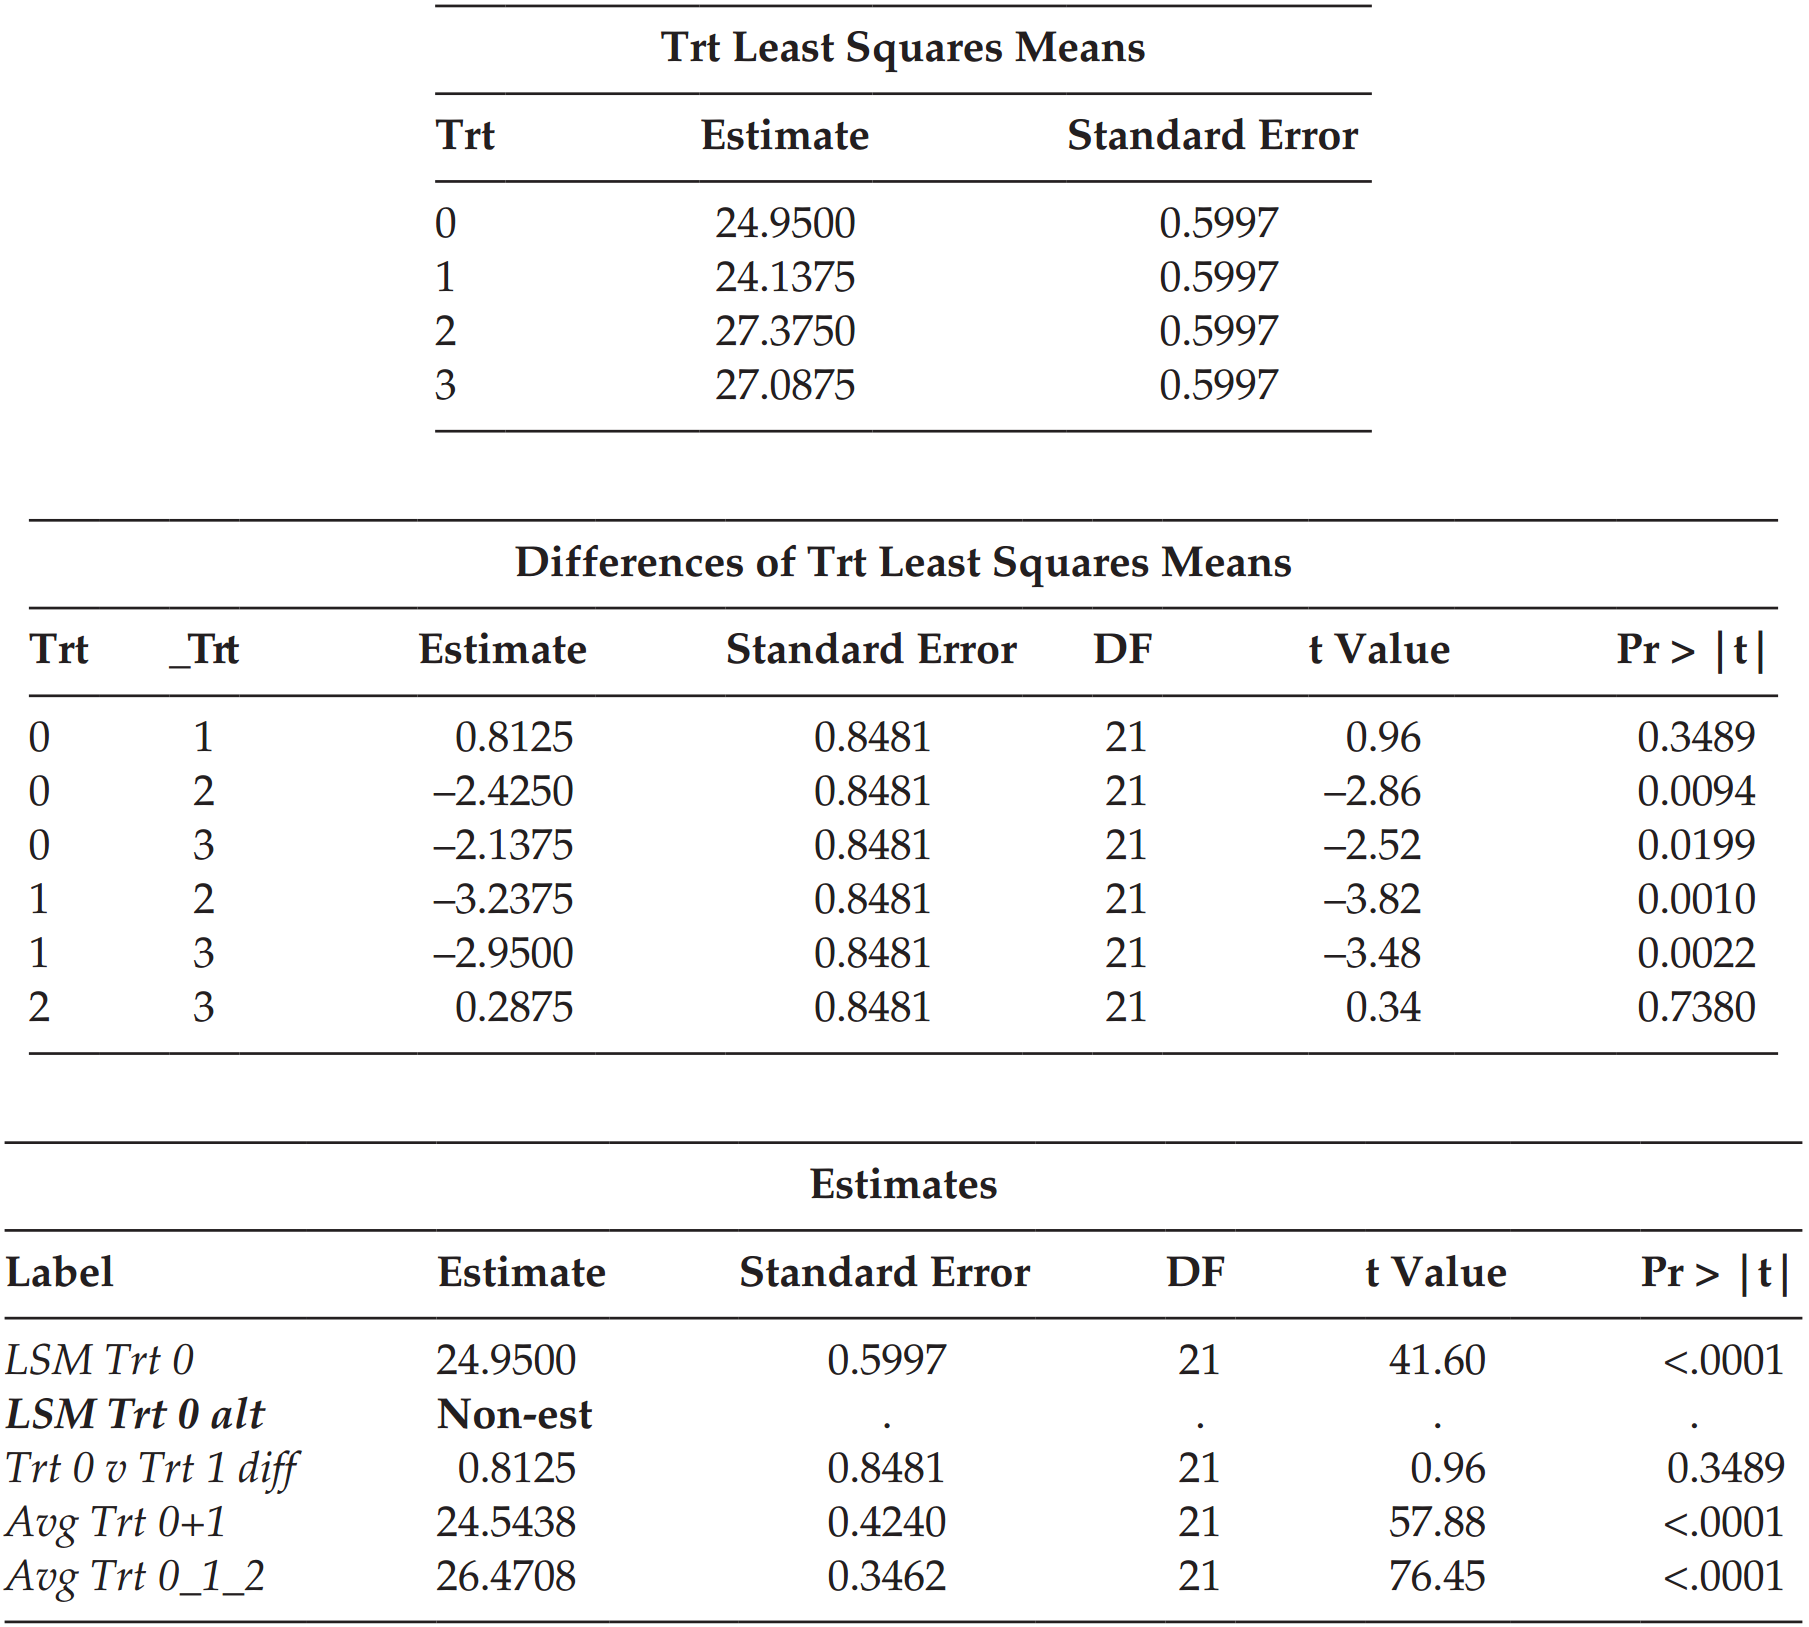 Trt Least Squares Means
Trt Estimate Standard Error
0 24.9500 0.5997
1 24.1375 0.5997
2 27.3750 0.5997
3 27.0875 0.5997
Differences of Trt Least Squares Means
Trt _Trt Estimate Standard Error DF t Value Pr > |t|
0 1 0.8125 0.8481 21 0.96 0.3489
0 2 –2.4250 0.8481 21 –2.86 0.0094
0 3 –2.1375 0.8481 21 –2.52 0.0199
1 2 –3.2375 0.8481 21 –3.82 0.0010
1 3 –2.9500 0.8481 21 –3.48 0.0022
2 3 0.2875 0.8481 21 0.34 0.7380
Estimates
Label Estimate Standard Error DF t Value Pr > |t|
LSM Trt 0 24.9500 0.5997 21 41.60 <.0001
LSM Trt 0 alt Non-est . . . .
Trt 0 v Trt 1 diff 0.8125 0.8481 21 0.96 0.3489
Avg Trt 0+1 24.5438 0.4240 21 57.88 <.0001
Avg Trt 0_1_2 26.4708 0.3462 21 76.45 <.0001